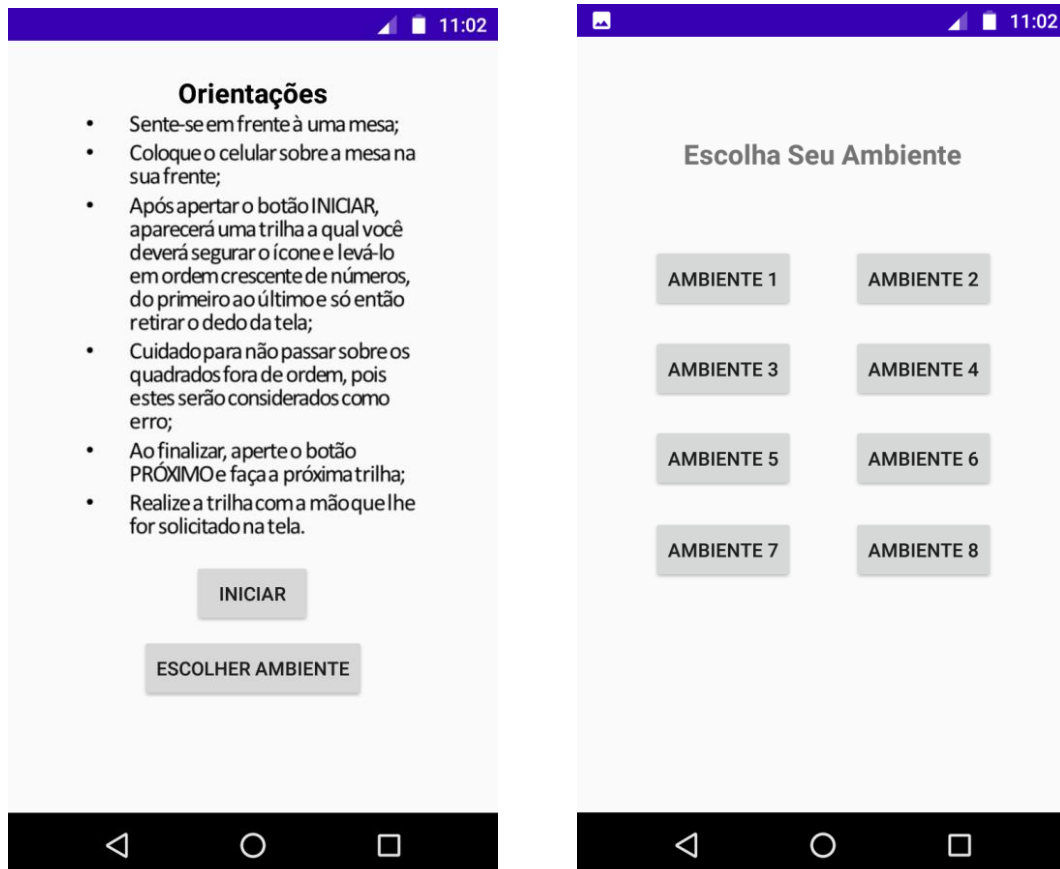 11:02
Orientações
• Sente-se em frente à uma mesa;
• Coloque o celular sobre a mesa na
sua frente;
• Após apertar o botão INICIAR,
aparecerá uma trilha a qual você
deverá segurar o ícone e levá-lo
em ordem crescente de números,
do primeiro ao último e só então
retirar o dedo da tela;
• Cuidado para não passar sobre os
quadrados fora de ordem, pois
estes serão considerados como
erro;
• Ao finalizar, aperte o botão
PRÓXIMO e faça a próxima trilha;
• Realize a trilha com a mão que lhe
for solicitado na tela.
INICIAR
ESCOLHER AMBIENTE
11:02
Escolha Seu Ambiente
AMBIENTE 1 AMBIENTE 2
AMBIENTE 3 AMBIENTE 4
AMBIENTE 5 AMBIENTE 6
AMBIENTE 7 AMBIENTE 8